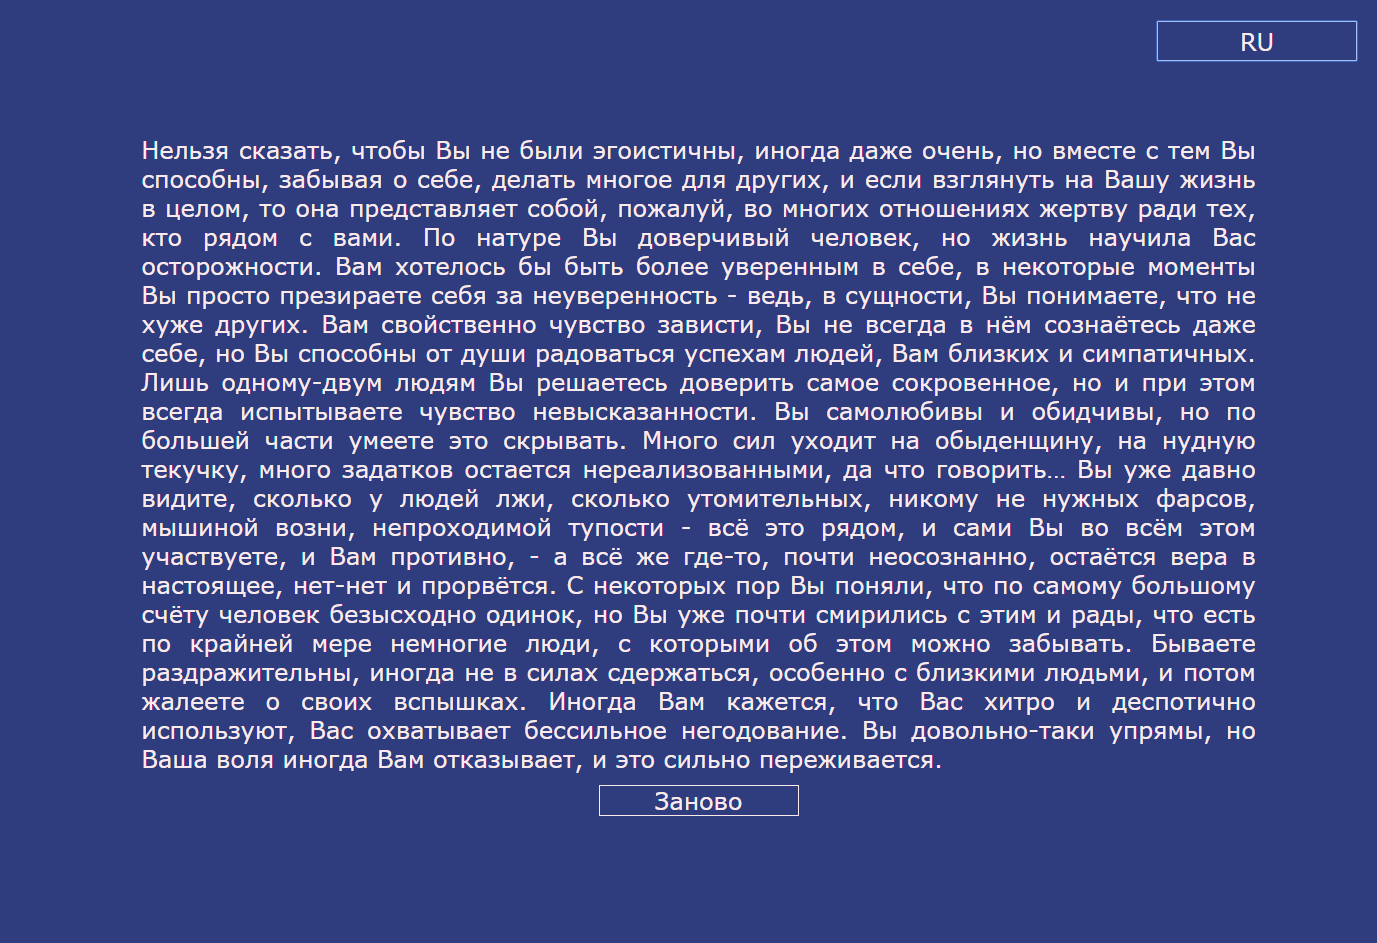 RU
Нельзя сказать, чтобы Вы не были эгоистичны, иногда даже очень, но вместе с тем Вы
способны, забывая о себе, делать многое для других, и если взглянуть на Вашу жизнь
в целом, то она представляет собой, пожалуй, во многих отношениях жертву ради тех,
кто рядом с вами. По натуре Вы доверчивый человек, но жизнь научила Вас
осторожности. Вам хотелось бы быть более уверенным в себе, в некоторые моменты
Вы просто презираете себя за неуверенность - ведь, в сущности, Вы понимаете, что не
хуже других. Вам свойственно чувство зависти, Вы не всегда в нём сознаётесь даже
себе, но Вы способны от души радоваться успехам людей, Вам близких и симпатичных.
Лишь одному-двум людям Вы решаетесь доверить самое сокровенное, но и при этом
всегда испытываете чувство невысказанности. Вы самолюбивы и обидчивы, но по
большей части умеете это скрывать. Много сил уходит на обыденщину, на нудную
текучку, много задатков остается нереализованными, да что говорить… Вы уже давно
видите, сколько у людей лжи, сколько утомительных, никому не нужных фарсов,
мышиной возни, непроходимой тупости - всё это рядом, и сами Вы во всём этом
участвуете, и Вам противно, - а всё же где-то, почти неосознанно, остаётся вера в
настоящее, нет-нет и прорвётся. С некоторых пор Вы поняли, что по самому большому
счёту человек безысходно одинок, но Вы уже почти смирились с этим и рады, что есть
по крайней мере немногие люди, с которыми об этом можно забывать. Бываете
раздражительны, иногда не в силах сдержаться, особенно с близкими людьми, и потом
жалеете о своих вспышках. Иногда Вам кажется, что Вас хитро и деспотично
используют, Вас охватывает бессильное негодование. Вы довольно-таки упрямы, но
Ваша воля иногда Вам отказывает, и это сильно переживается.
Заново